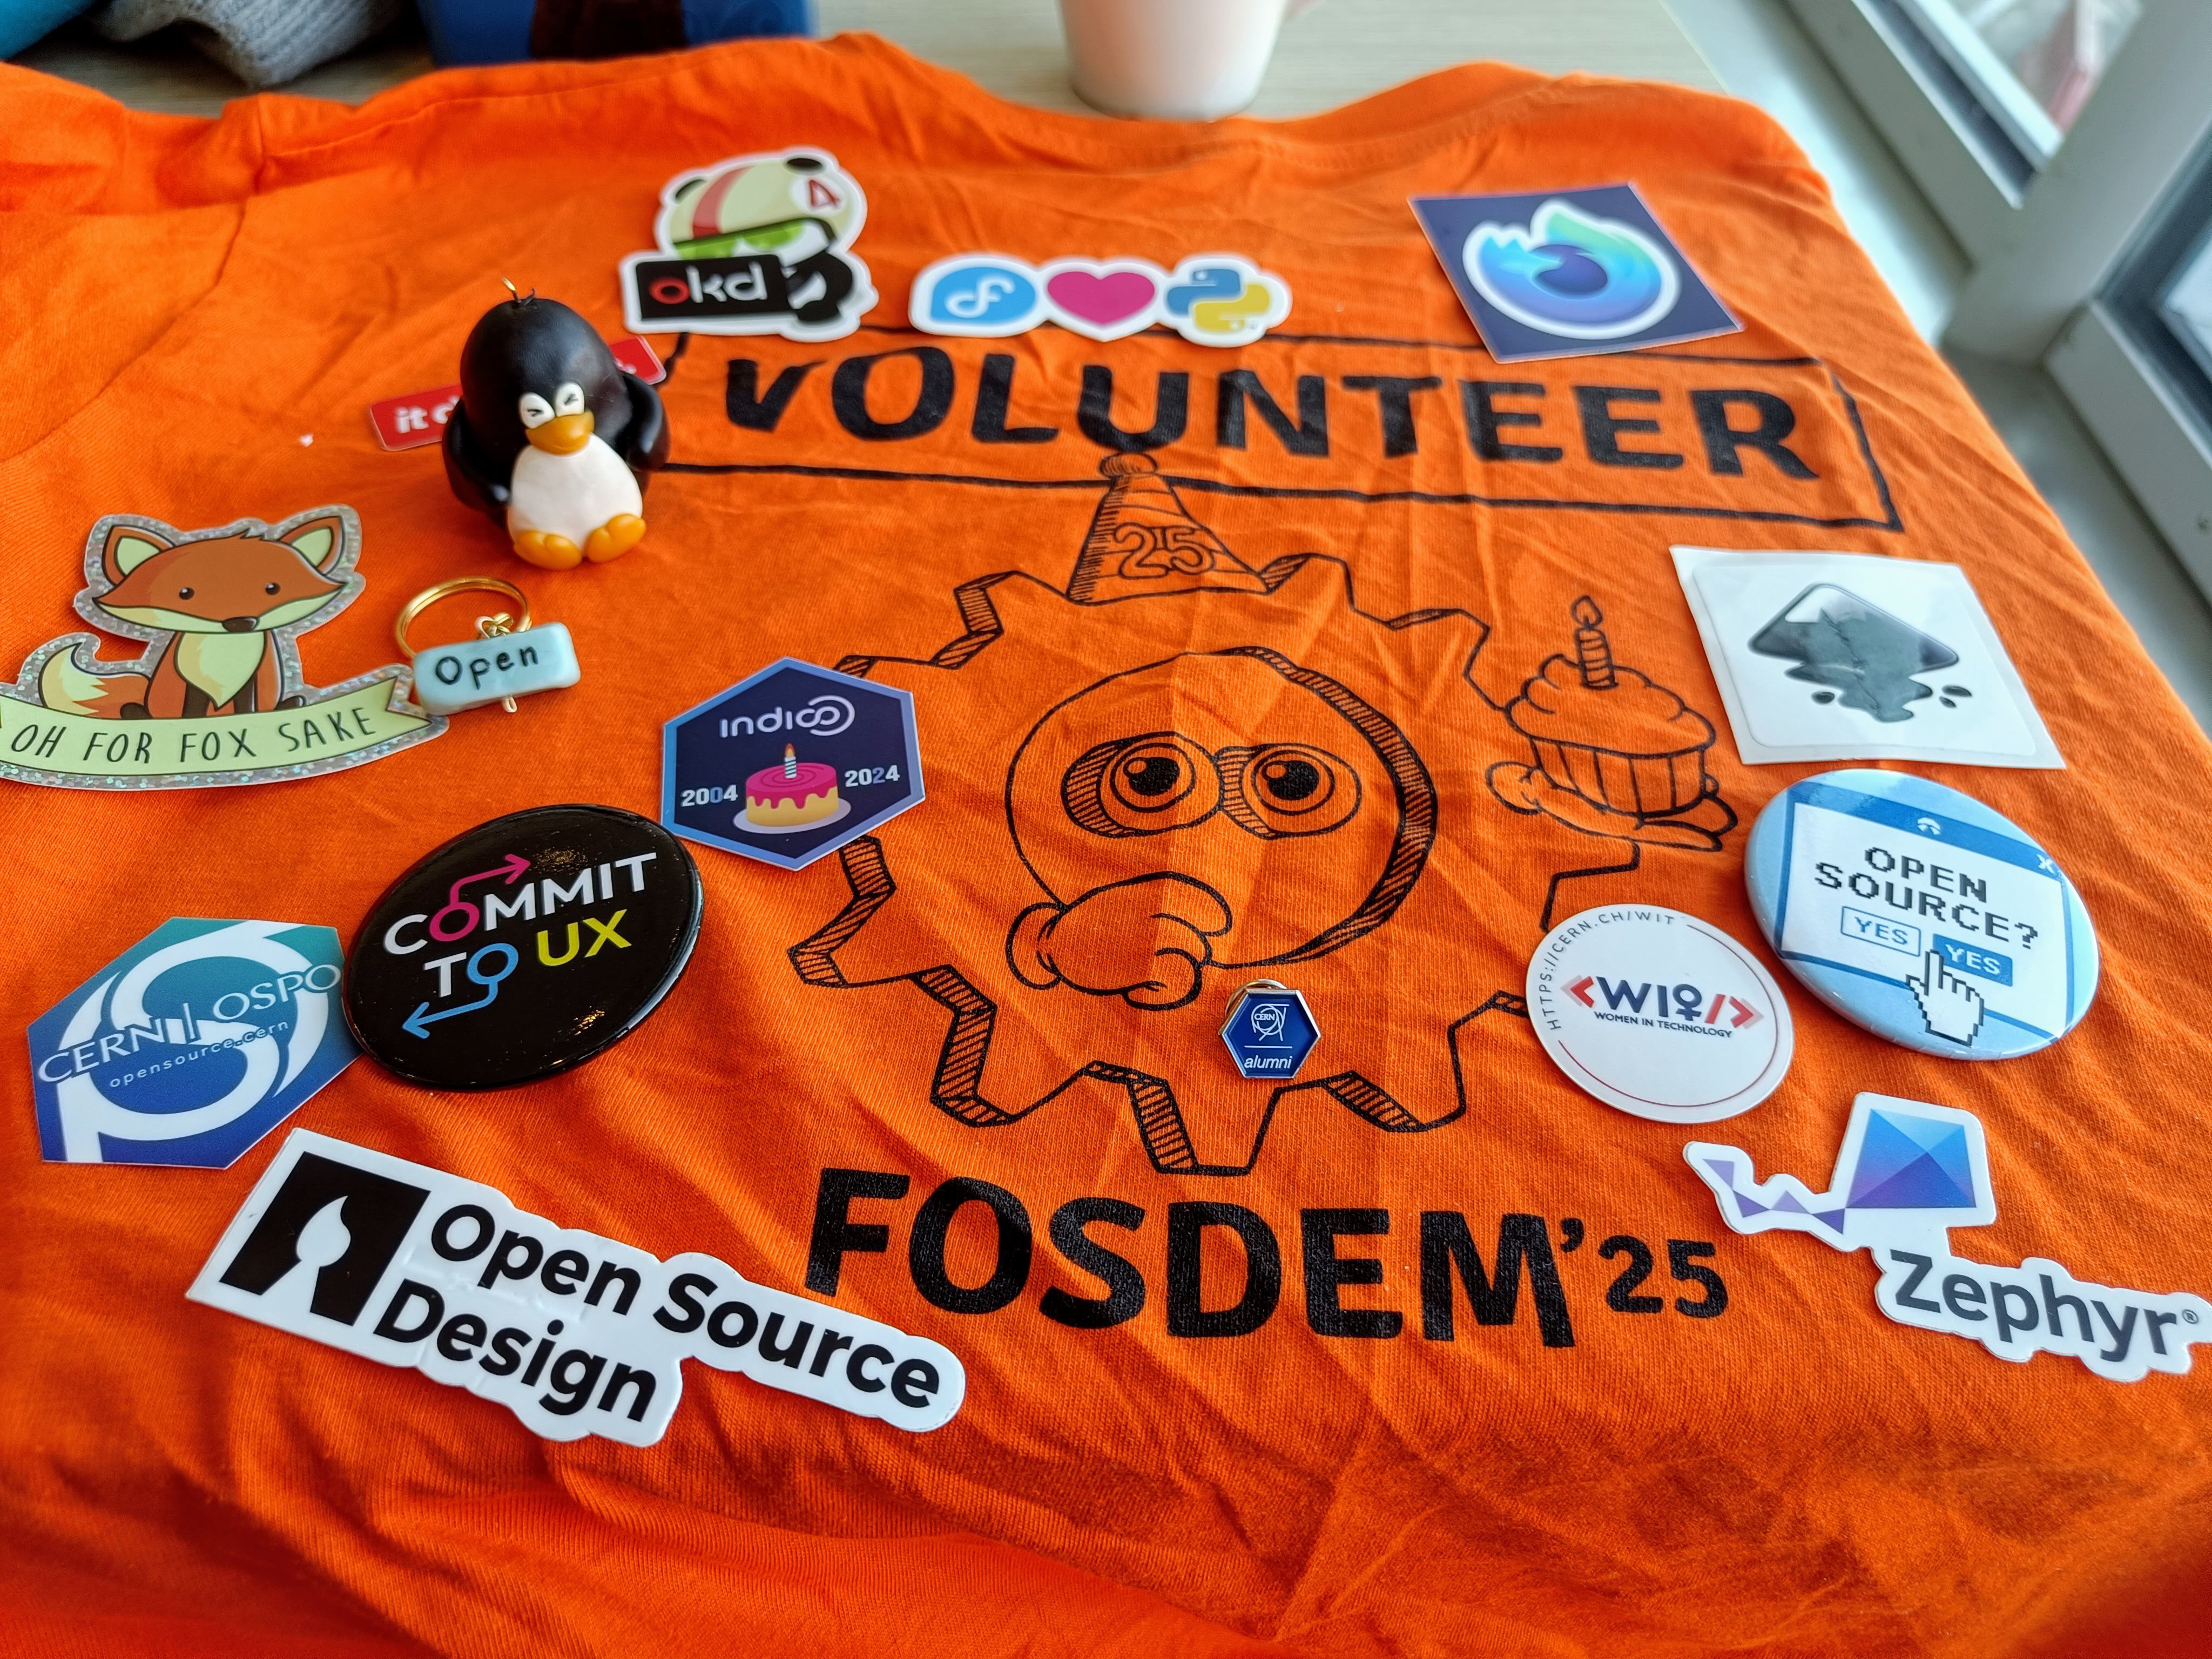 4
okd
VOLUNTEER
it
25
OH FOR FOX SAKE
Open
indico
2004 2024
COMMIT
TO UX
OPEN
SOURCE?
YES YES
HTTPS://CERN.CH/WIT
WIT
WOMEN IN TECHNOLOGY
CERN | OSPO
opensource.cern
CERN
alumni
Open Source
Design
FOSDEM'25
Zephyr®